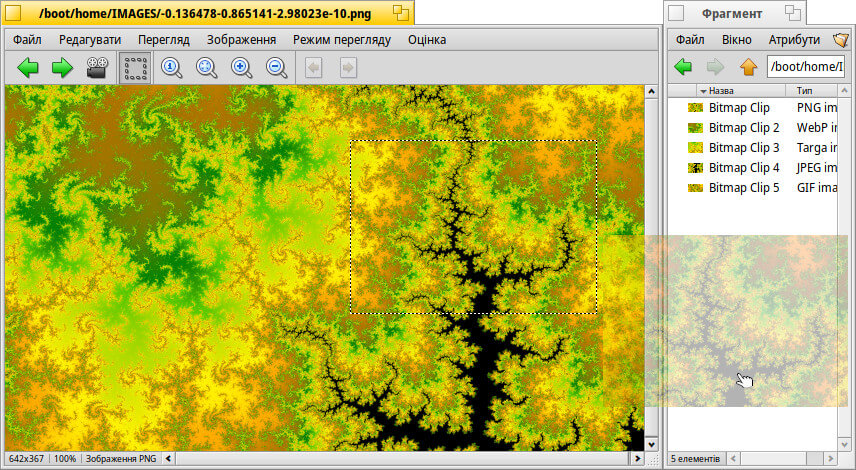 /boot/home/IMAGES/-0.136478-0.865141-2.98023e-10.png
Файл Редагувати Перегляд Зображення Режим перегляду Оцінка
642x367 100% Зображення PNG
Фрагмент
Файл Вікно Атрибути
/boot/home/I
Назва Тип
Bitmap Clip PNG im
Bitmap Clip 2 WebP im
Bitmap Clip 3 Targa im
Bitmap Clip 4 JPEG im
Bitmap Clip 5 GIF ima
5 елементів